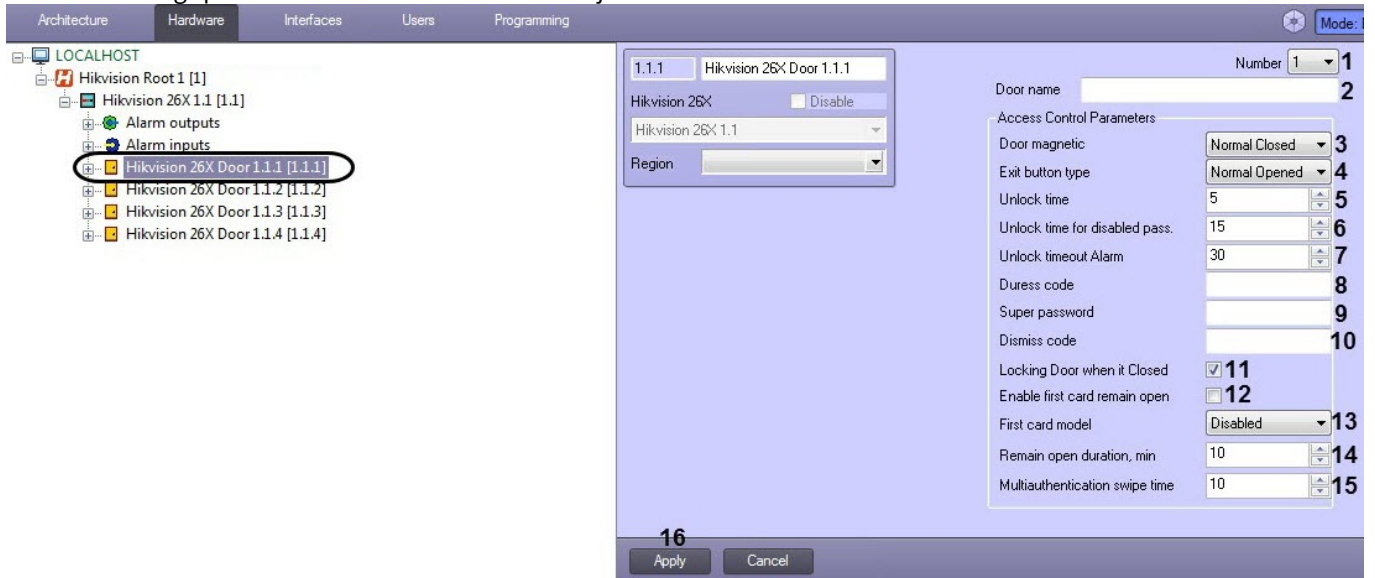 Architecture Hardware Interfaces Users Programming Mode:
LOCALHOST
Hikvision Root 1 [1]
Hikvision 26X 1.1 [1.1]
Alarm outputs
Alarm inputs
Hikvision 26X Door 1.1.1 [1.1.1]
Hikvision 26X Door 1.1.2 [1.1.2]
Hikvision 26X Door 1.1.3 [1.1.3]
Hikvision 26X Door 1.1.4 [1.1.4]
1.1.1 Hikvision 26X Door 1.1.1
Hikvision 26X Disable
Hikvision 26X 1.1
Region
Number 1 1
Door name 2
Access Control Parameters
Door magnetic Normal Closed 3
Exit button type Normal Opened 4
Unlock time 5 5
Unlock time for disabled pass. 15 6
Unlock timeout Alarm 30 7
Duress code 8
Super password 9
Dismiss code 10
Locking Door when it Closed 11
Enable first card remain open 12
First card model Disabled 13
Remain open duration, min 10 14
Multiauthentication swipe time 10 15
16
Apply Cancel